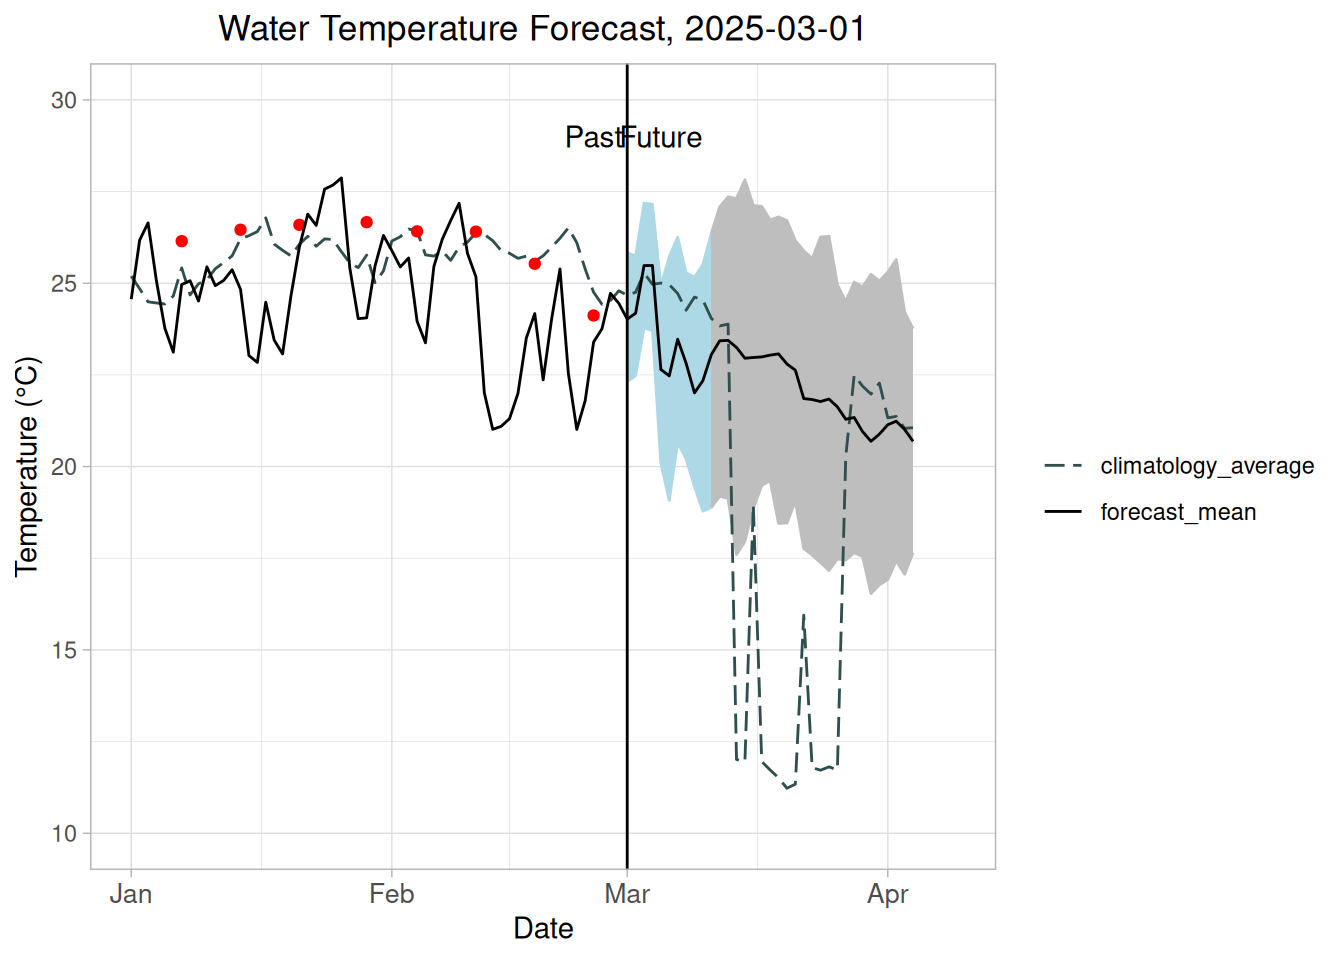 Water Temperature Forecast, 2025-03-01
30
PastFuture
25
20
15
10
Temperature (°C)
climatology_average
forecast_mean
Jan Feb Mar Apr
Date